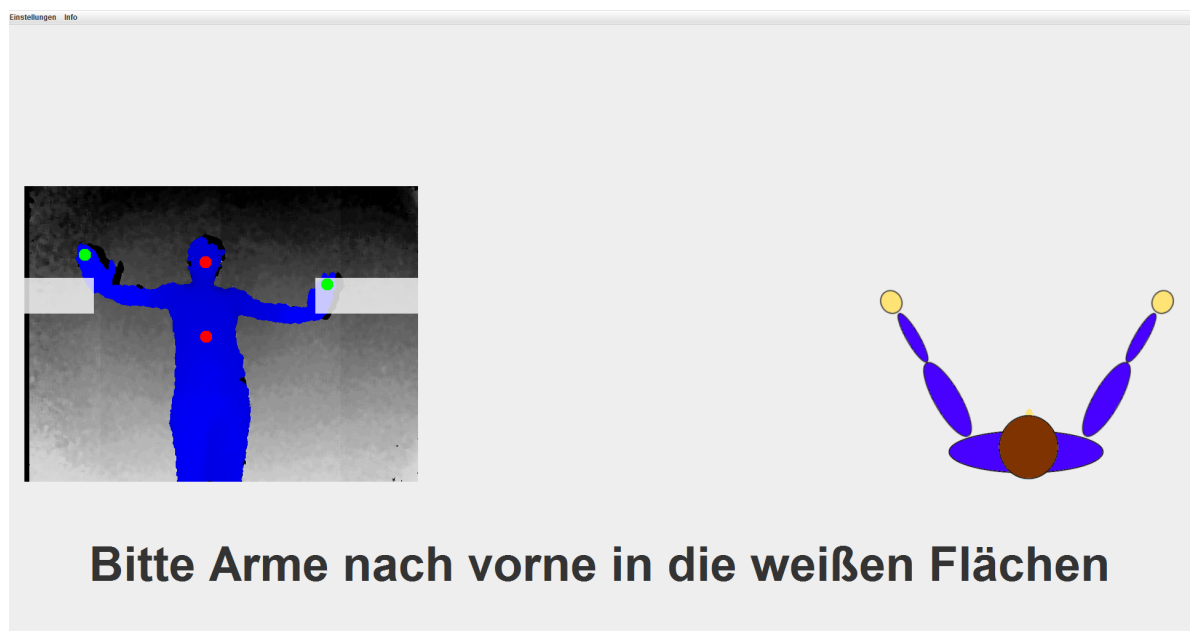 Einstellungen Info
Bitte Arme nach vorne in die weißen Flächen